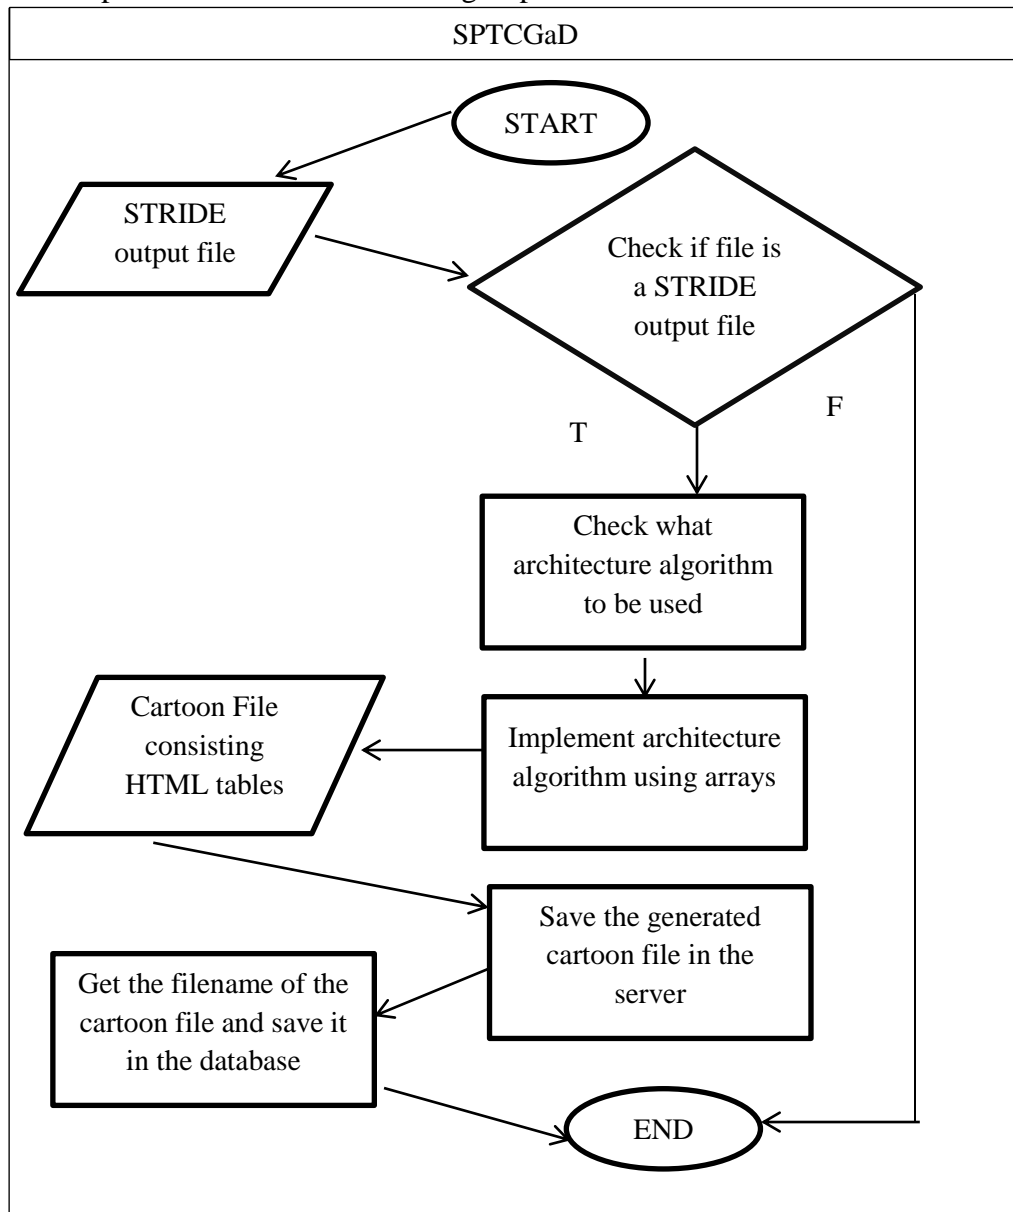 SPTCGaD
START
STRIDE
output file
Check if file is
a STRIDE
output file
F
T
Check what
architecture algorithm
to be used
Cartoon File
consisting
HTML tables
Implement architecture
algorithm using arrays
Save the generated
cartoon file in the
server
Get the filename of the
cartoon file and save it
in the database
END